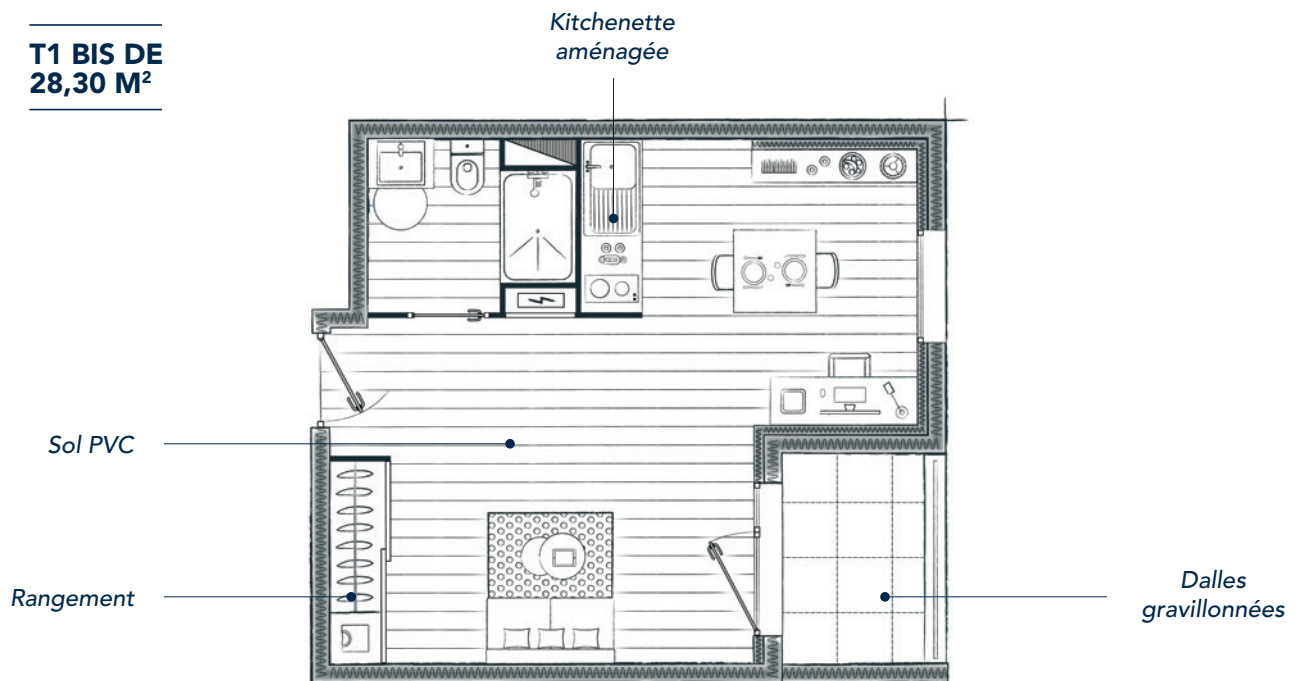 T1 BIS DE
28,30 M²
Kitchenette
aménagée
Sol PVC
Rangement
Dalles
gravillonnées